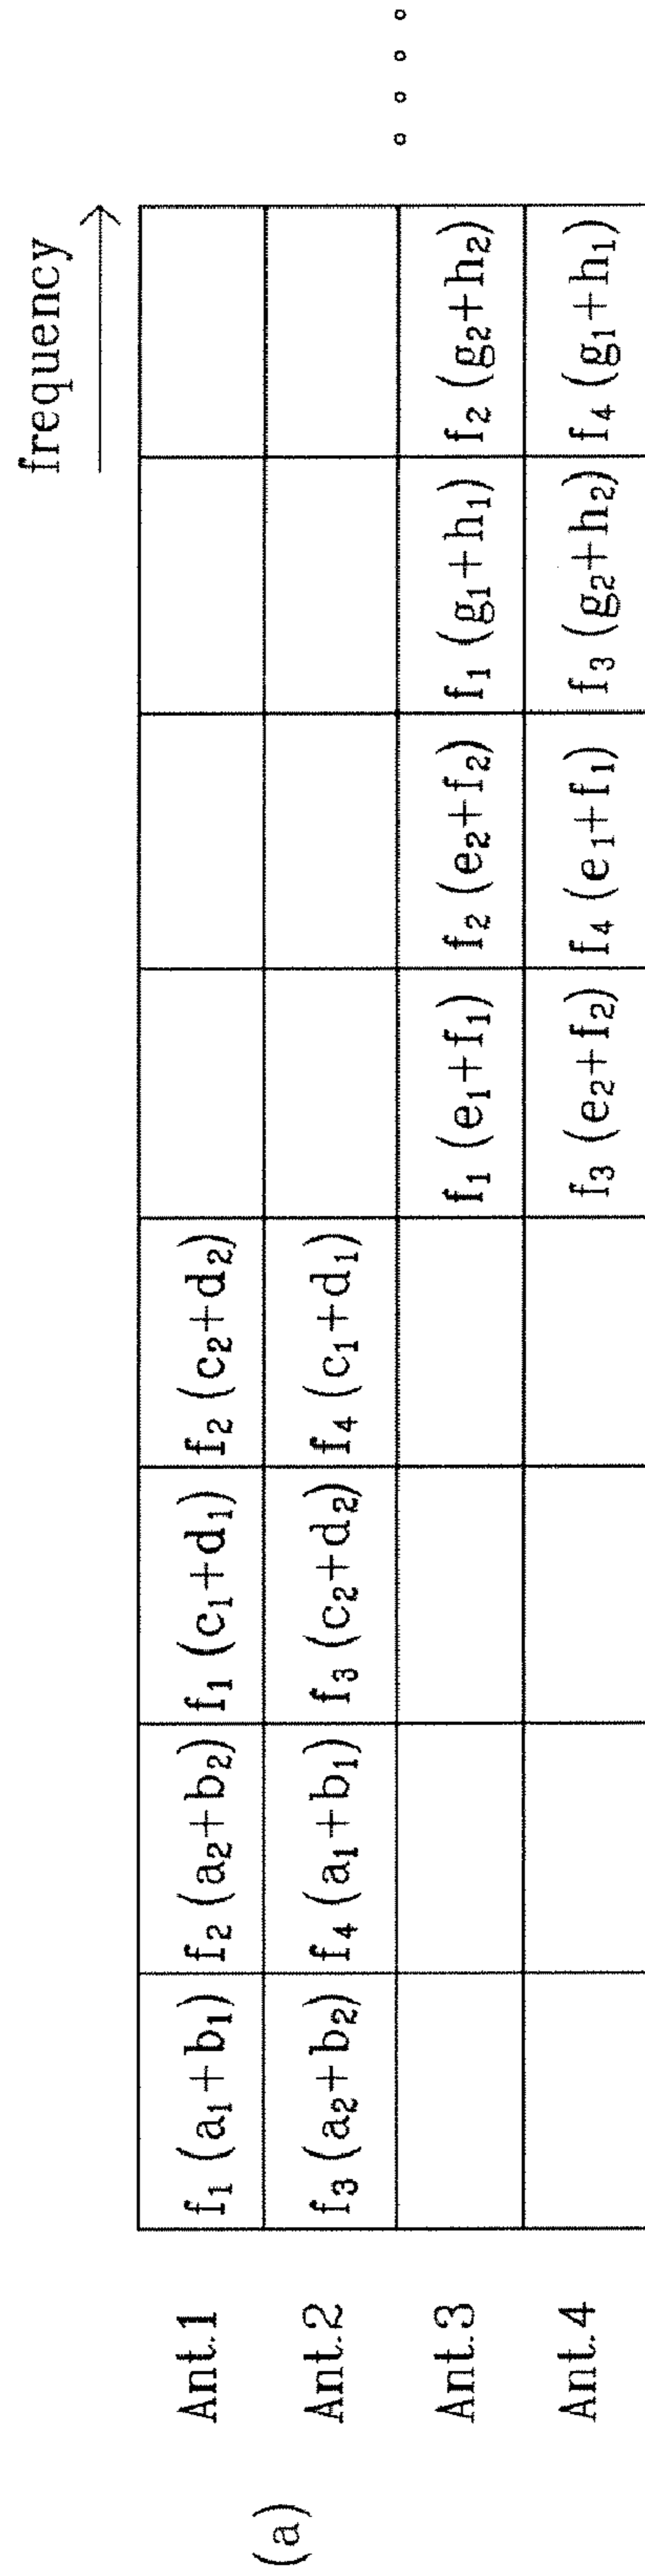 frequency
Ant.1 f₁ (a₁+b₁) f₂ (a₂+b₂) f₁ (c₁+d₁) f₂ (c₂+d₂)
Ant.2 f₃ (a₂+b₂) f₄ (a₁+b₁) f₃ (c₂+d₂) f₄ (c₁+d₁)
(a)
Ant.3 f₁ (e₁+f₁) f₂ (e₂+f₂) f₁ (g₁+h₁) f₂ (g₂+h₂)
Ant.4 f₃ (e₂+f₂) f₄ (e₁+f₁) f₃ (g₂+h₂) f₄ (g₁+h₁)